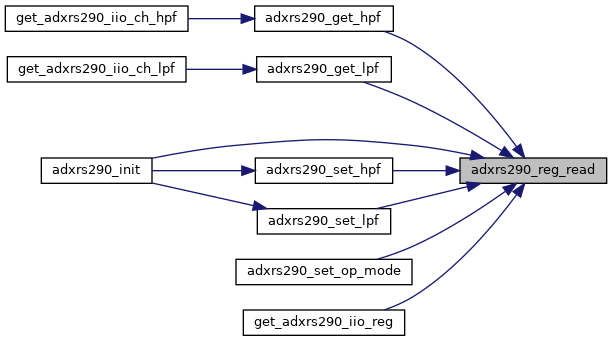 get_adxrs290_iio_ch_hpf
adxrs290_get_hpf
get_adxrs290_iio_ch_lpf
adxrs290_get_lpf
adxrs290_init
adxrs290_set_hpf
adxrs290_reg_read
adxrs290_set_lpf
adxrs290_set_op_mode
get_adxrs290_iio_reg